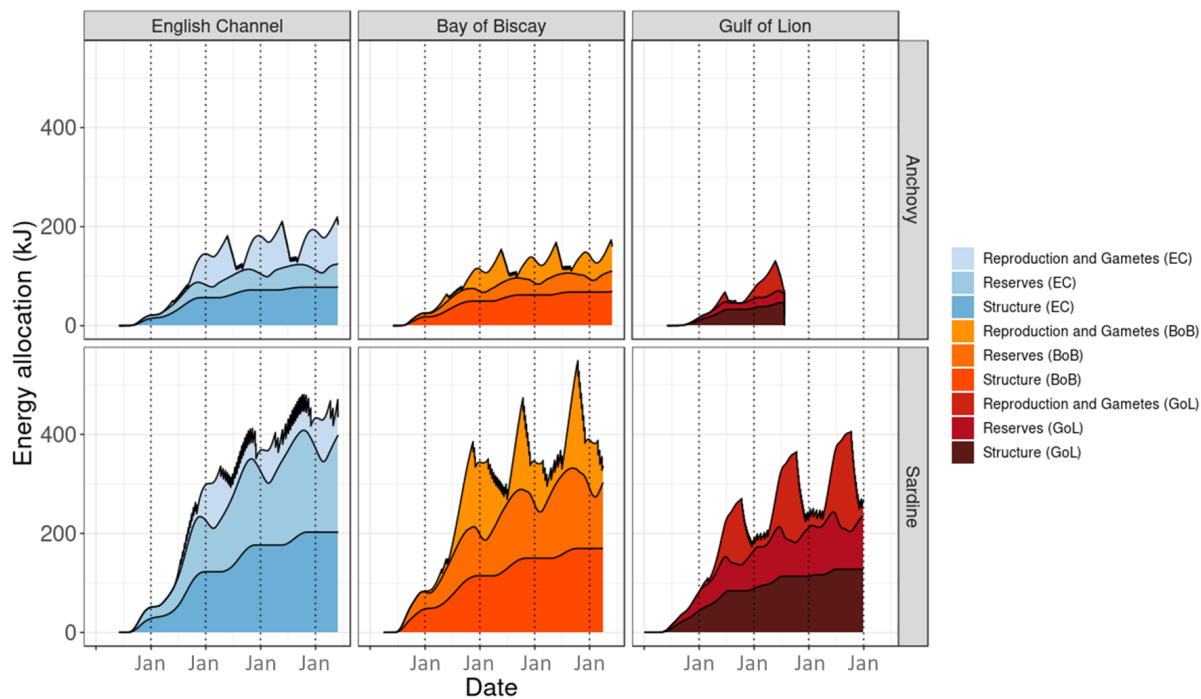 English Channel
Bay of Biscay
Gulf of Lion
Energy allocation (kJ)
400
200
0
Anchovy
400
200
0
Sardine
Jan Jan Jan Jan
Jan Jan Jan Jan
Jan Jan Jan Jan
Date
Reproduction and Gametes (EC)
Reserves (EC)
Structure (EC)
Reproduction and Gametes (BoB)
Reserves (BoB)
Structure (BoB)
Reproduction and Gametes (GoL)
Reserves (GoL)
Structure (GoL)